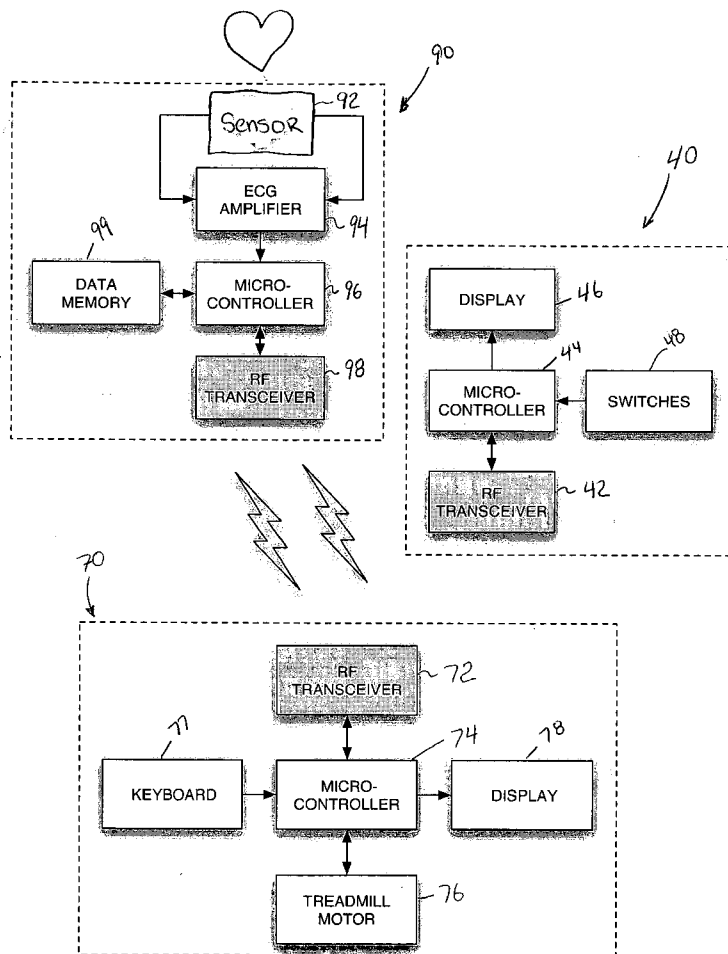 90
92
SensoR
ECG
AMPLIFIER
94
99
DATA
MEMORY
MICRO-
CONTROLLER
96
RF
TRANSCEIVER
98
40
DISPLAY
46
44
48
MICRO-
CONTROLLER
SWITCHES
RF
TRANSCEIVER
42
70
RF
TRANSCEIVER
72
77
74
78
KEYBOARD
MICRO-
CONTROLLER
DISPLAY
TREADMILL
MOTOR
76